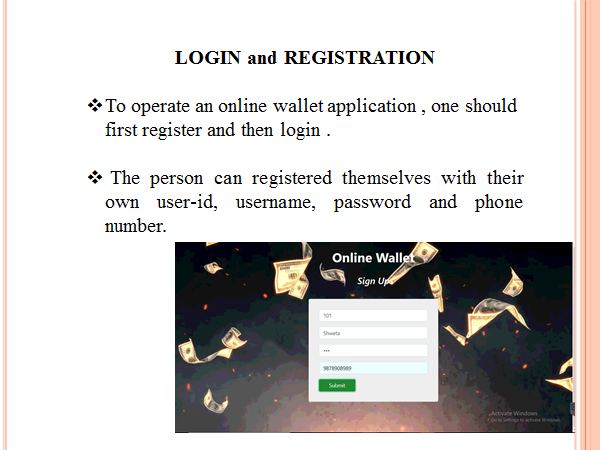 LOGIN and REGISTRATION
❖To operate an online wallet application , one should
first register and then login .
❖ The person can registered themselves with their
own user-id, username, password and phone
number.
Online Wallet
Sign Up
101
Shweta
•••
9878908989
Submit
Activate Windows
Go to Settings to activate Windows.